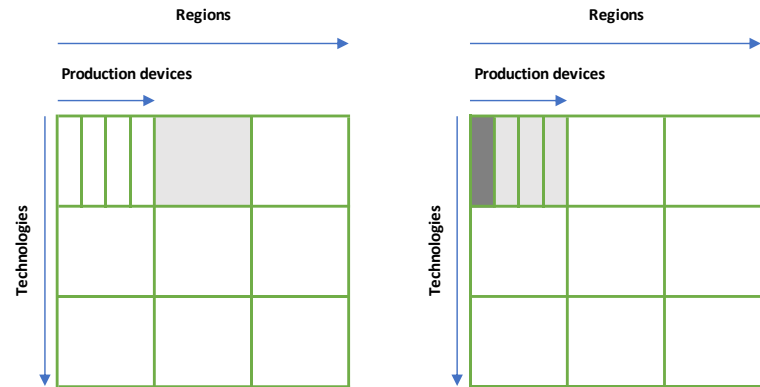 Regions
Production devices
Technologies
Regions
Production devices
Technologies